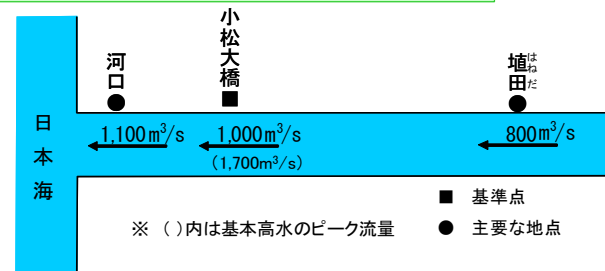 日本海
河口
小松大橋
埴田
はねだ
1,100m³/s
1,000m³/s
(1,700m³/s)
800m³/s
■ 基準点
● 主要な地点
※ ( )内は基本高水のピーク流量